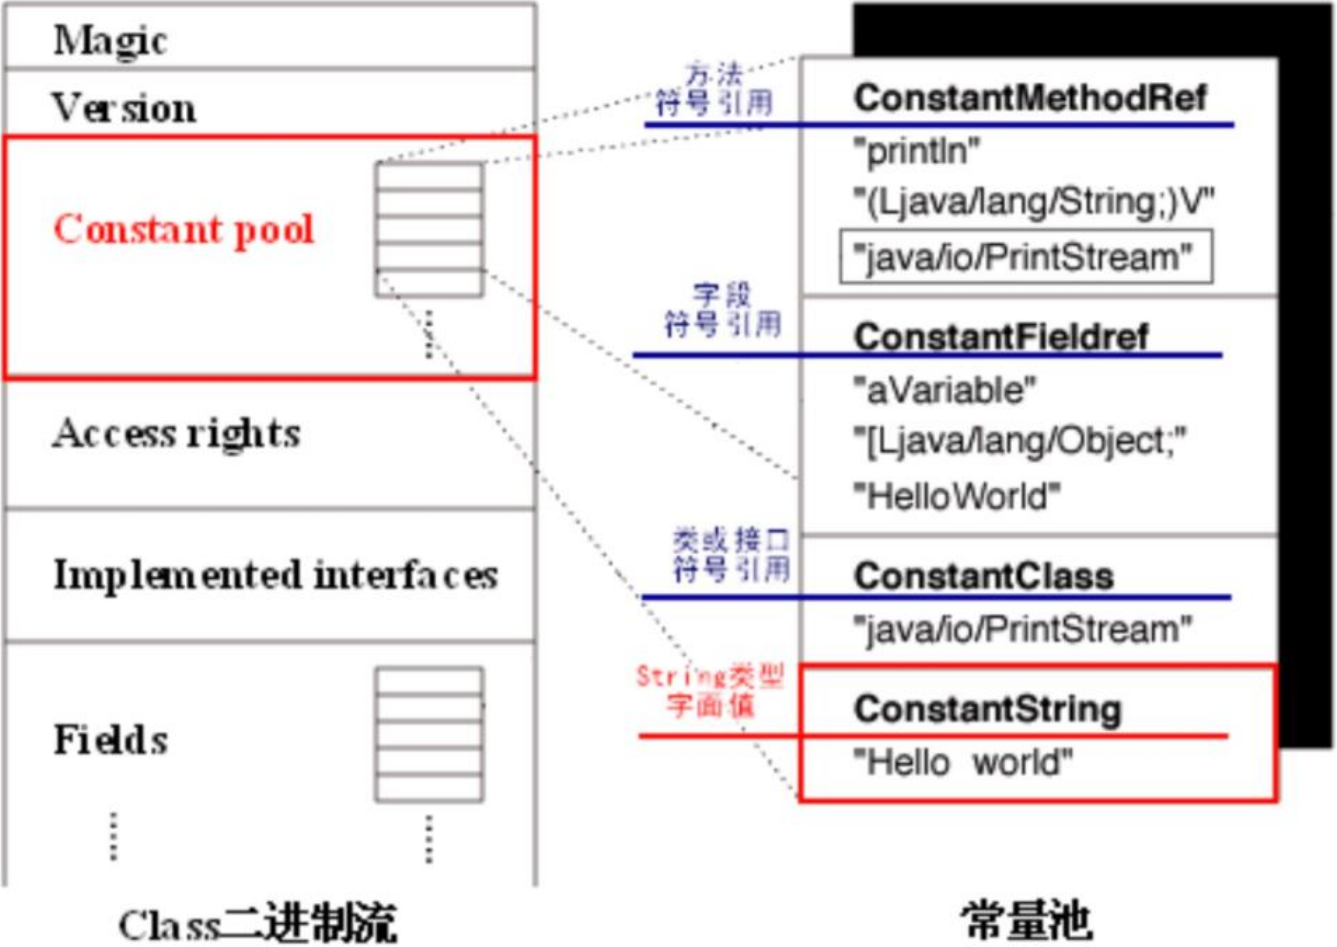 Magic
Version
Constant pool
Access rights
Implemented interfaces
Fields
Class二进制流
方法
符号引用
ConstantMethodRef
"println"
"(Ljava/lang/String;)V"
"java/io/PrintStream"
字段
符号引用
ConstantFieldref
"aVariable"
"[Ljava/lang/Object;"
"HelloWorld"
类或接口
符号引用
ConstantClass
"java/io/PrintStream"
String类型
字面值
ConstantString
"Hello world"
常量池